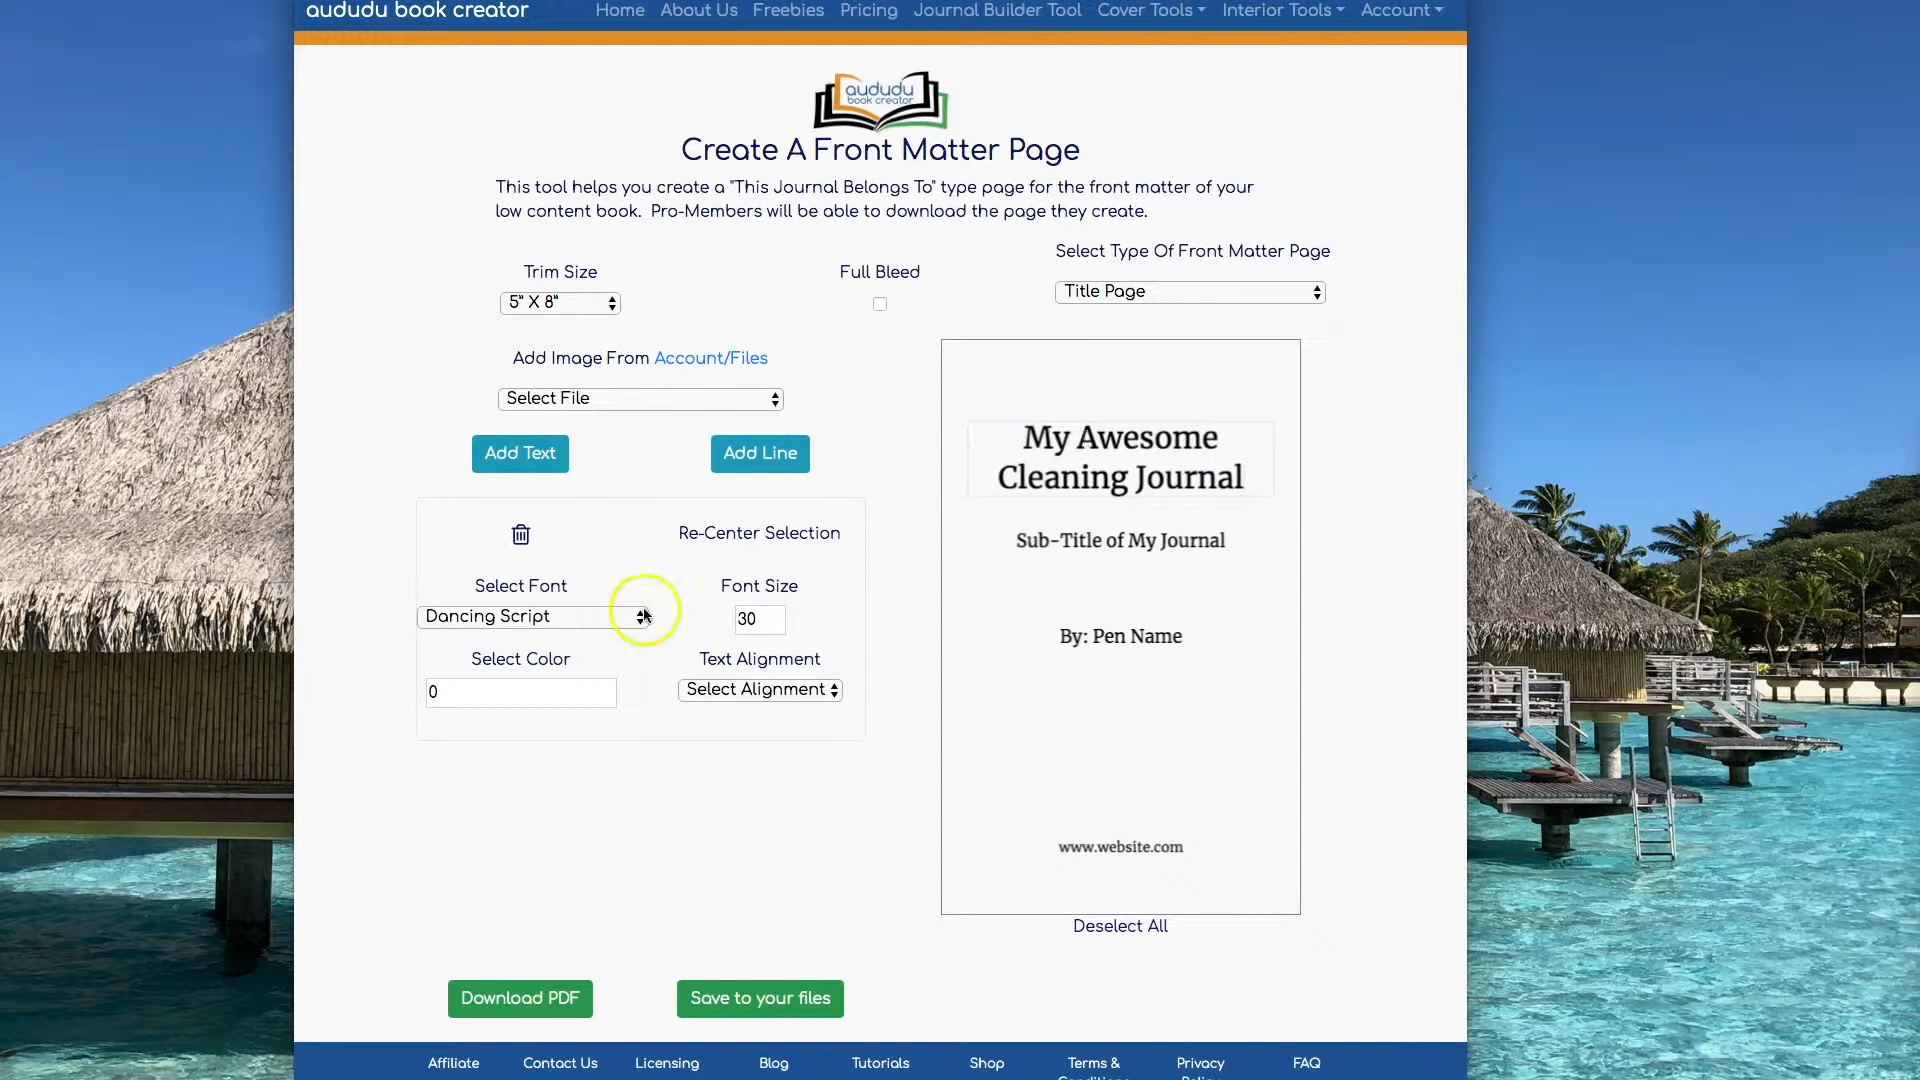 aududu book creator
Home About Us Freebies Pricing Journal Builder Tool Cover Tools Interior Tools Account
aududu
book creator
Create A Front Matter Page
This tool helps you create a "This Journal Belongs To" type page for the front matter of your
low content book. Pro-Members will be able to download the page they create.
Trim Size
5" X 8"
Full Bleed
Select Type Of Front Matter Page
Title Page
Add Image From Account/Files
Select File
Add Text
Add Line
Re-Center Selection
Select Font
Dancing Script
Font Size
30
Select Color
0
Text Alignment
Select Alignment
My Awesome
Cleaning Journal
Sub-Title of My Journal
By: Pen Name
www.website.com
Deselect All
Download PDF
Save to your files
Affiliate Contact Us Licensing Blog Tutorials Shop Terms & Privacy FAQ